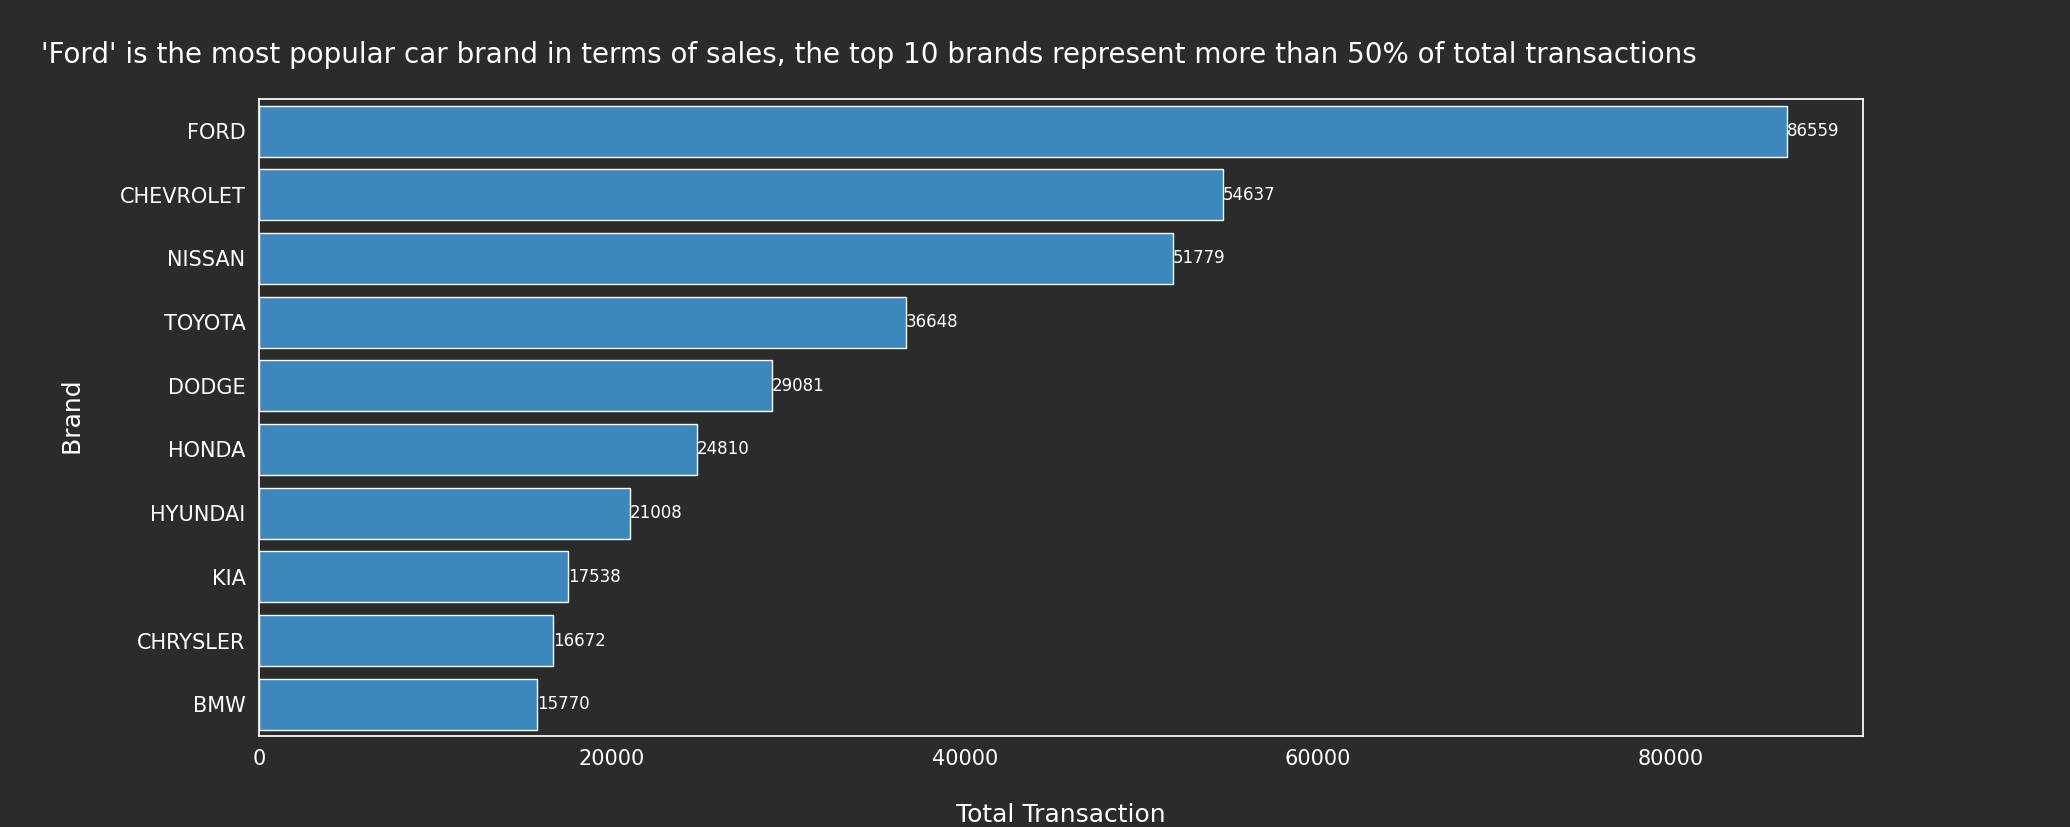 'Ford' is the most popular car brand in terms of sales, the top 10 brands represent more than 50% of total transactions
FORD 86559
CHEVROLET 54637
NISSAN 51779
TOYOTA 36648
DODGE 29081
HONDA 24810
HYUNDAI 21008
KIA 17538
CHRYSLER 16672
BMW 15770
Brand
0 20000 40000 60000 80000
Total Transaction